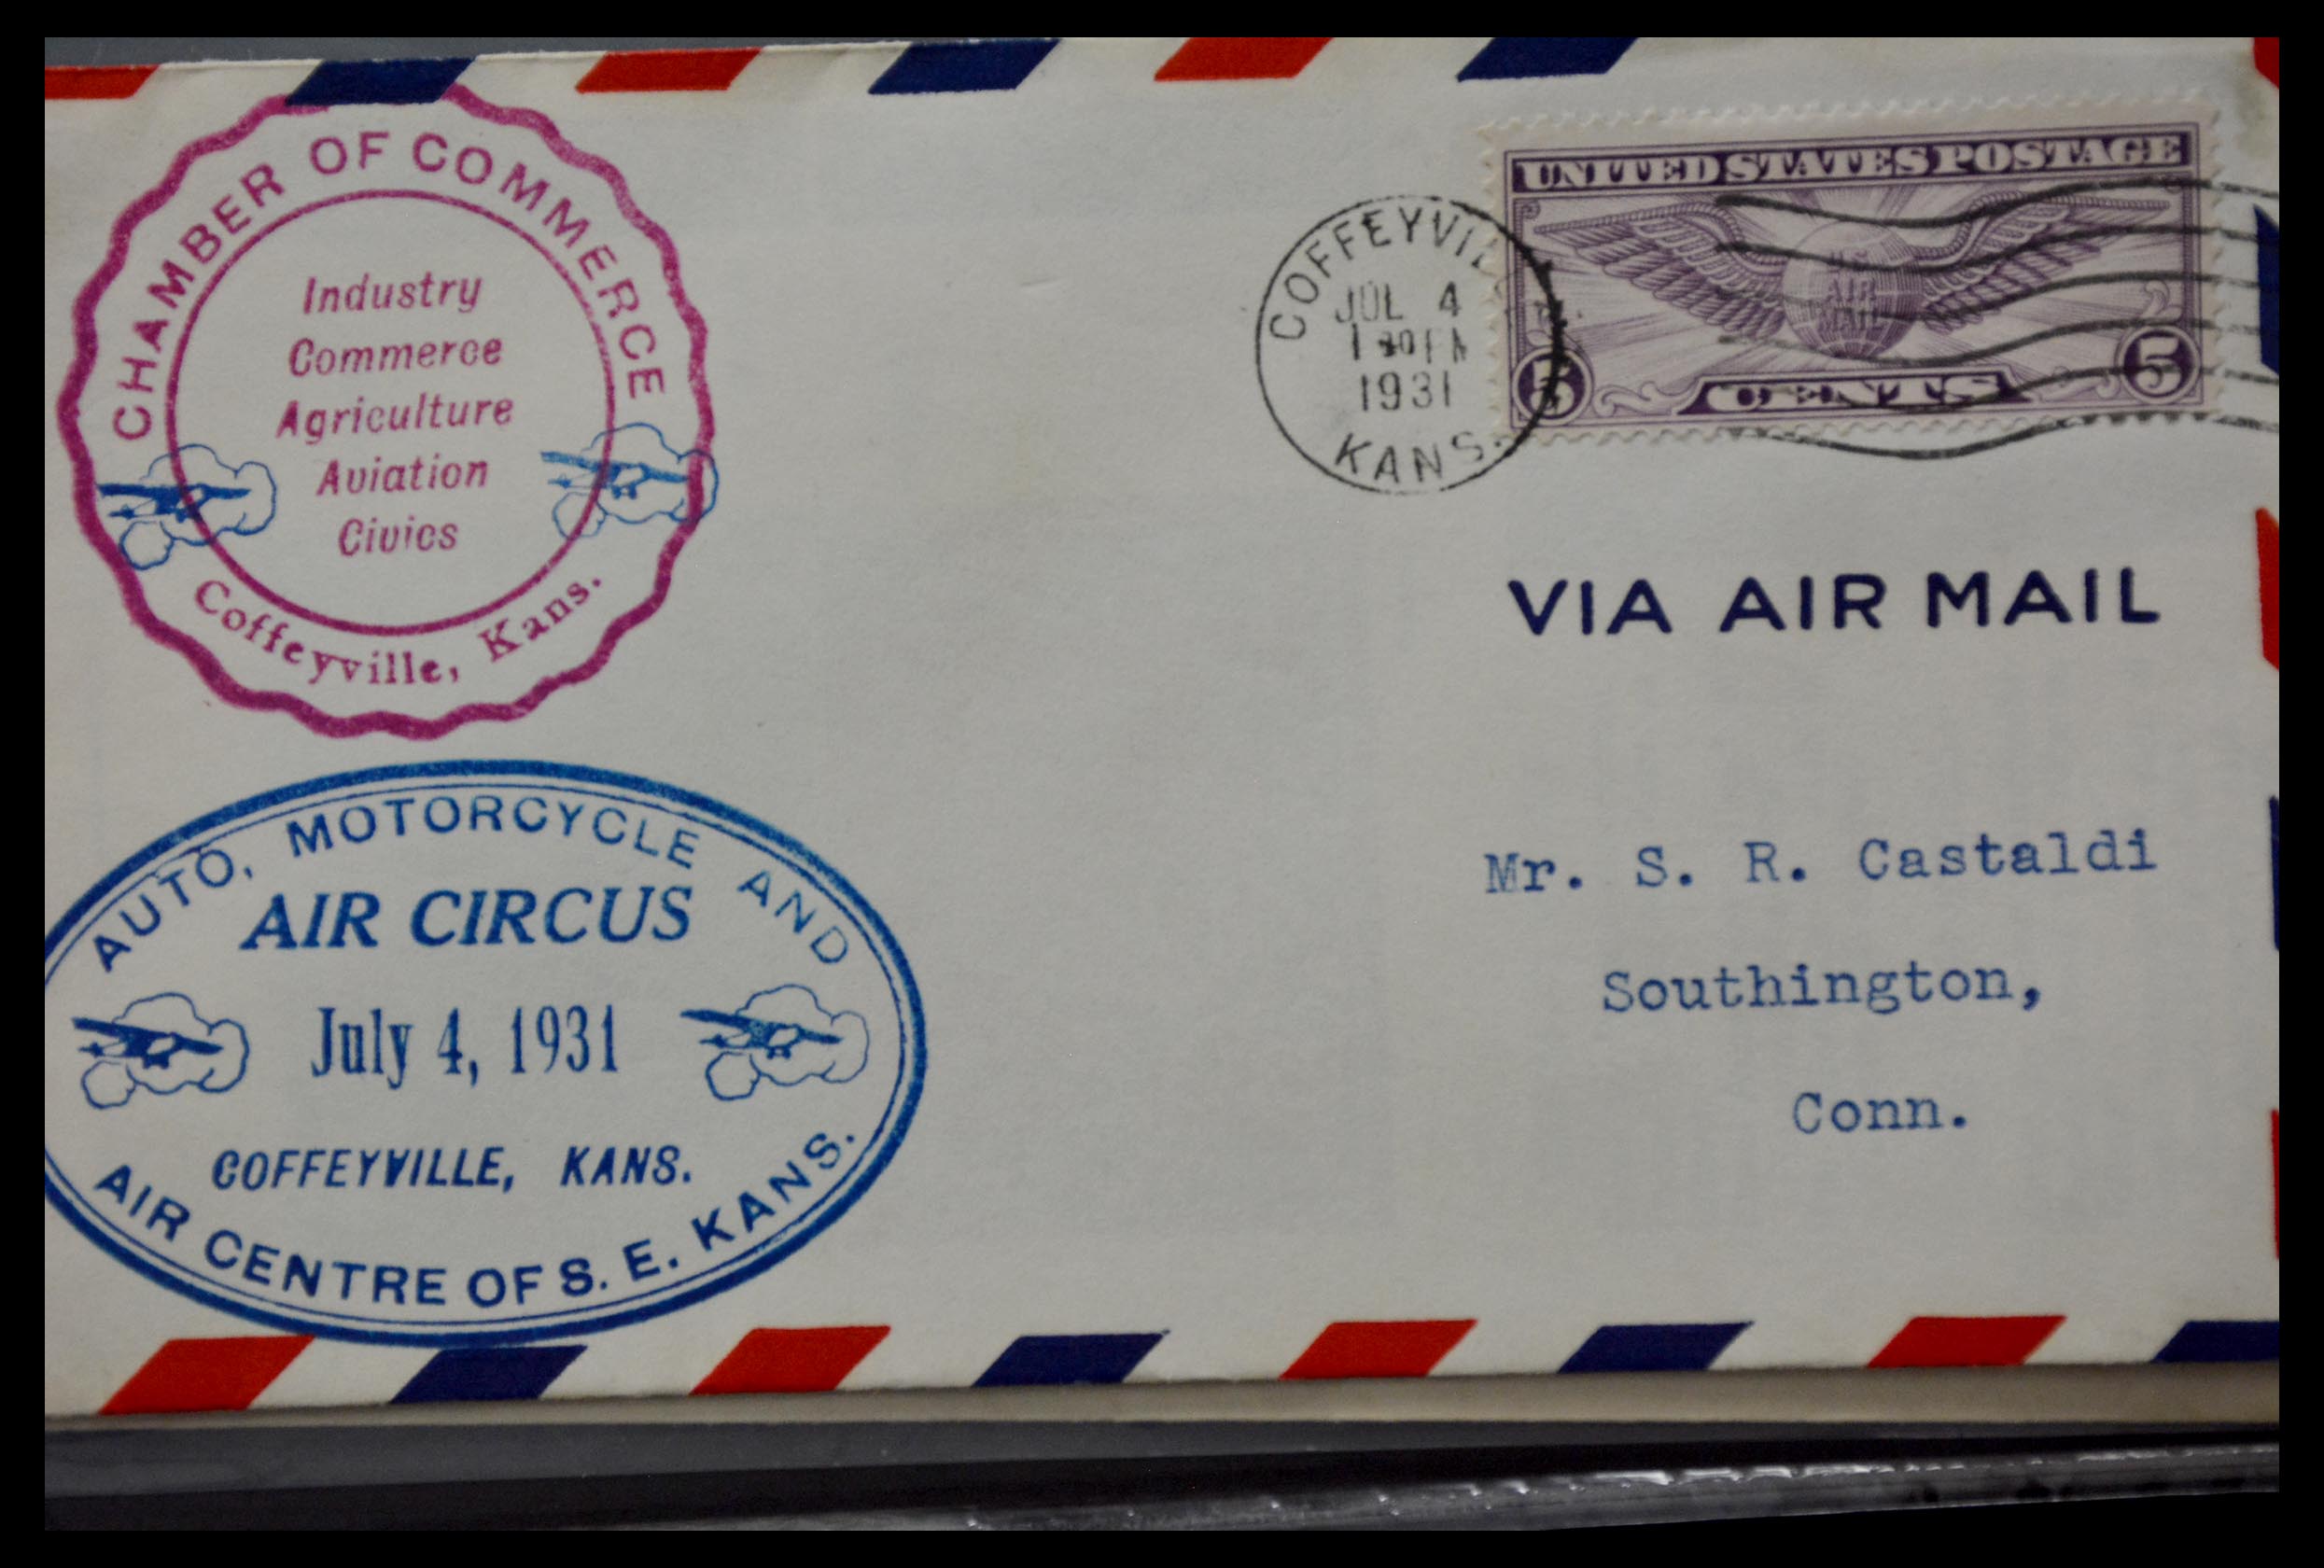 CHAMBER OF COMMERCE
Industry
Commerce
Agriculture
Aviation
Civics
Coffeyville, Kans.
UNITED STATES POSTAGE
U.S.
AIR
MAIL
5 CENTS 5
JUL 4
1931
KANS.
VIA AIR MAIL
Mr. S. R. Castaldi
Southington,
Conn.
AUTO, MOTORCYCLE AND
AIR CIRCUS
July 4, 1931
COFFEYVILLE, KANS.
AIR CENTRE OF S. E. KANS.